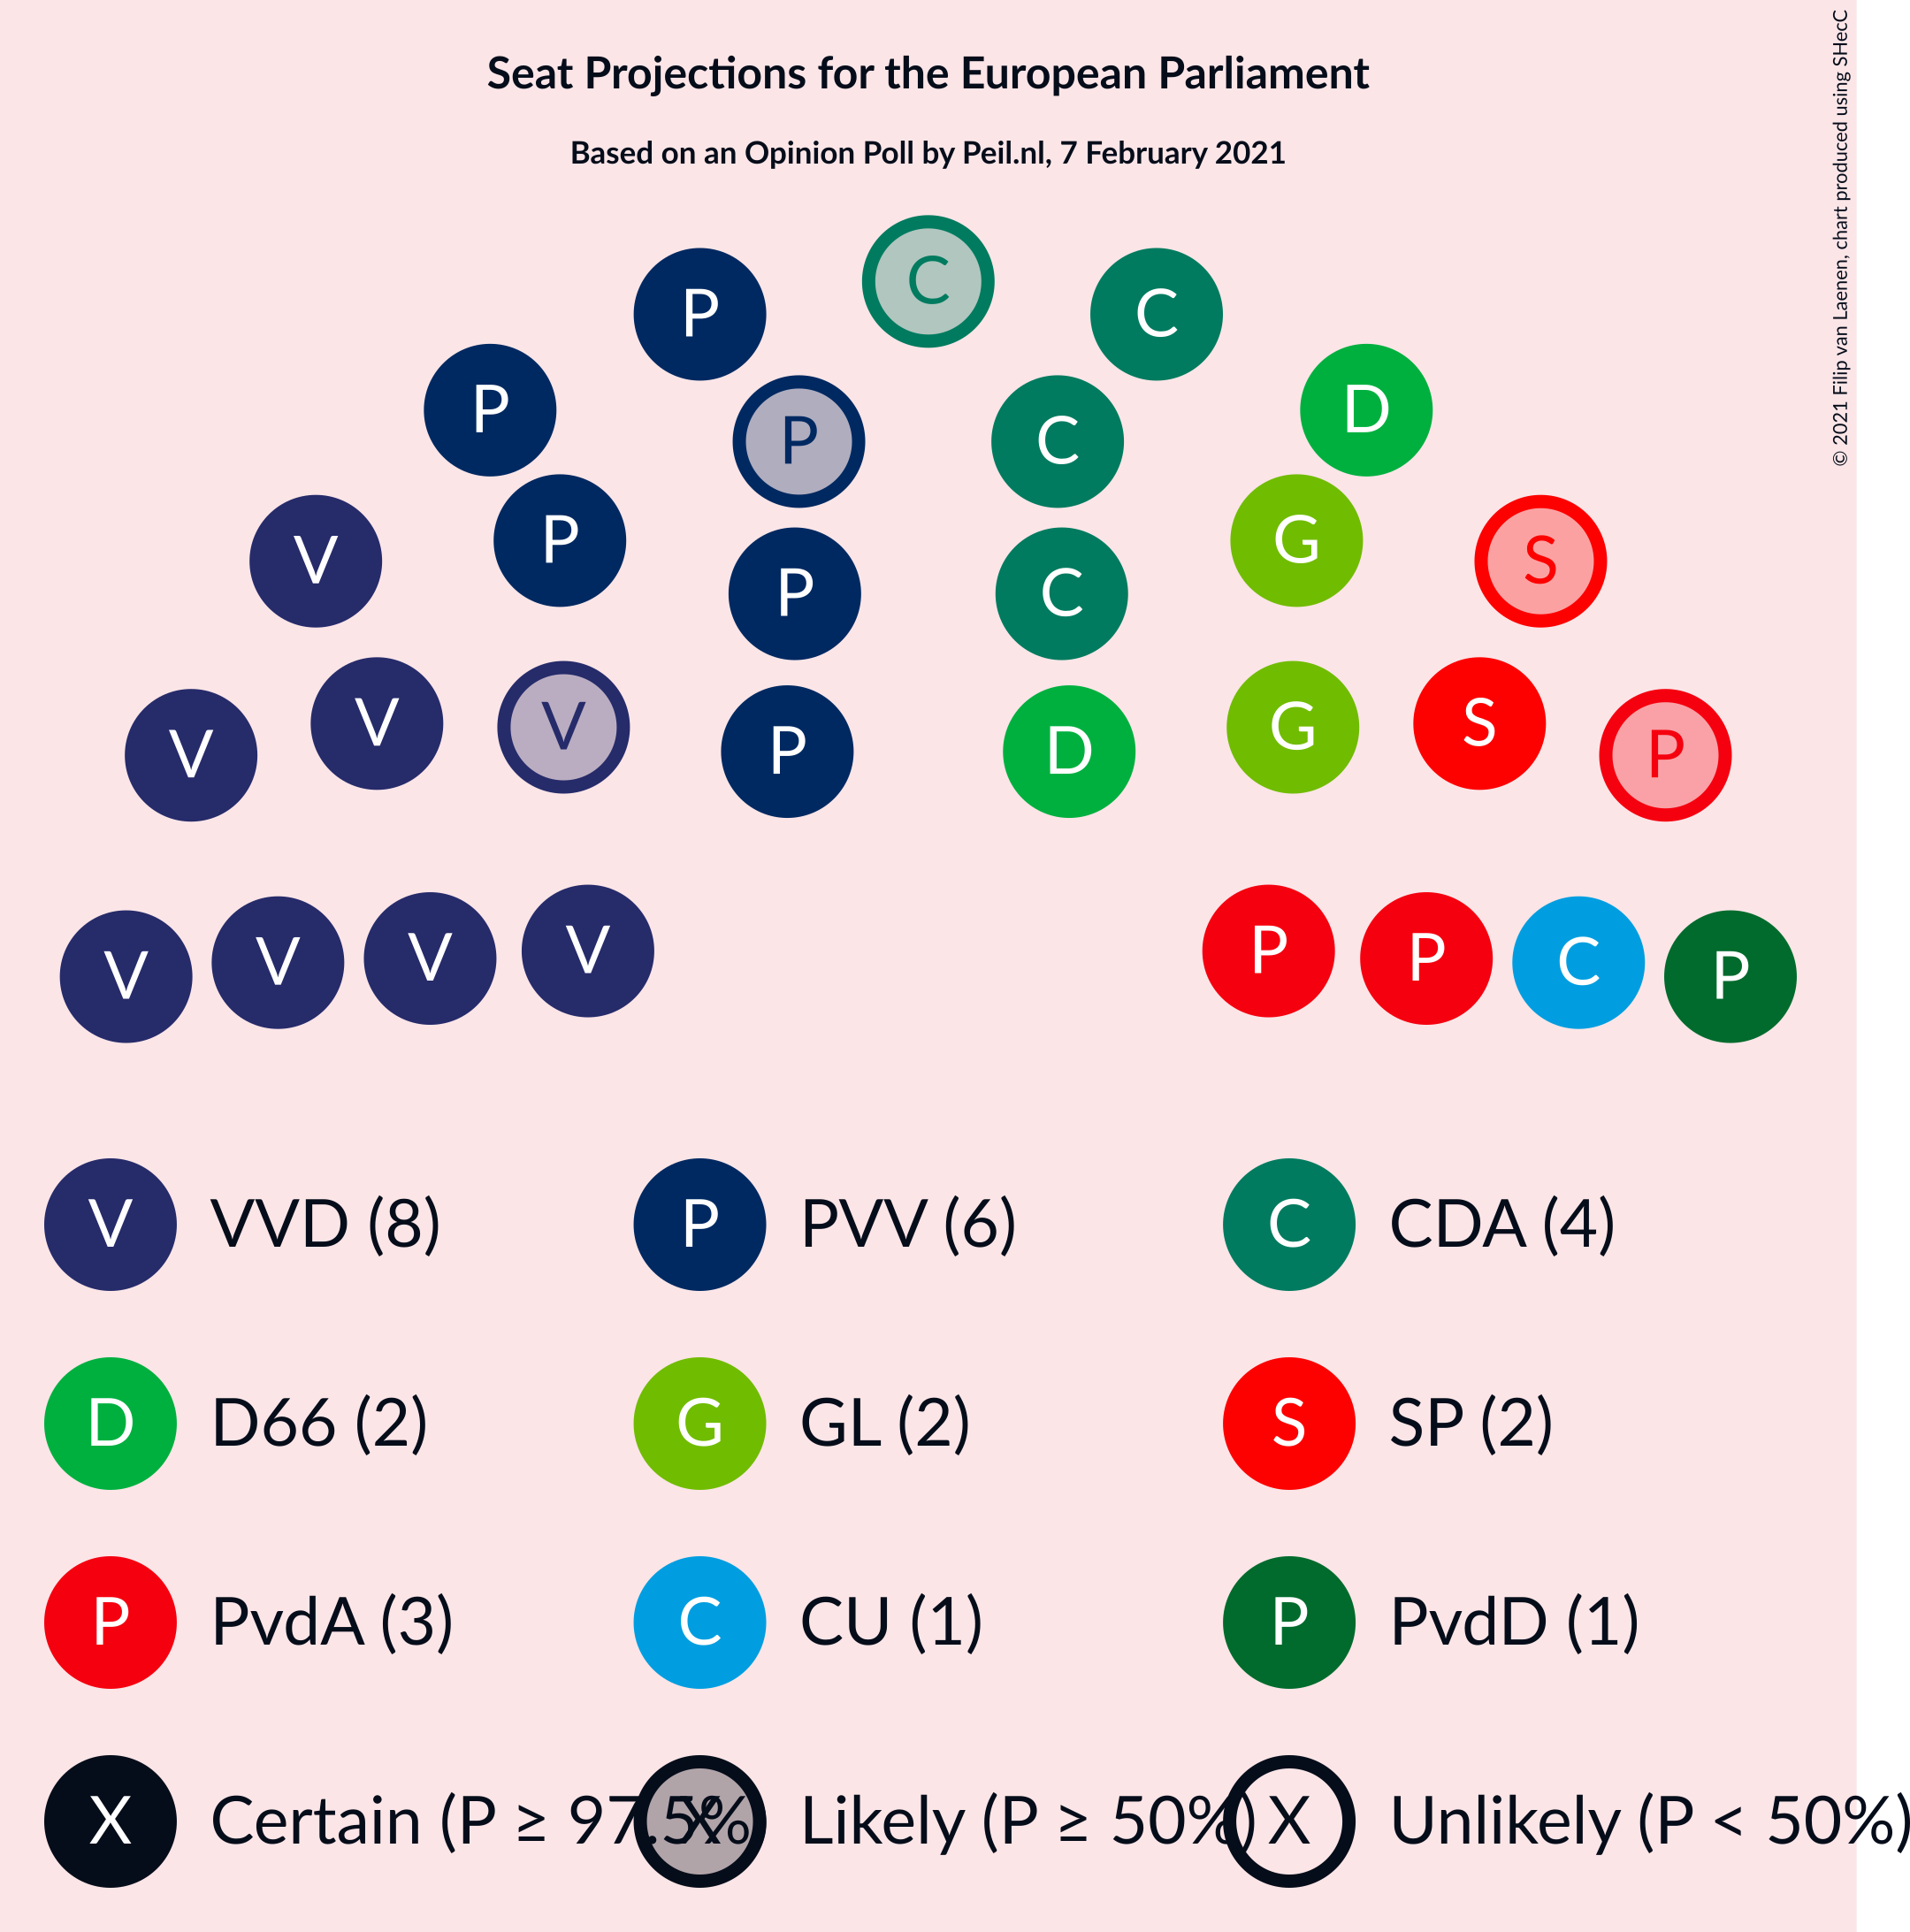 Seat Projections for the European Parliament
Based on an Opinion Poll by Peil.nl, 7 February 2021
© 2021 Filip van Laenen, chart produced using SHecC
C
P C
P D
P C
P G
V S
P C
V V G S
V P D P
V P
V P
V C
V P
V VVD (8) P PVV (6) C CDA (4)
D D66 (2) G GL (2) S SP (2)
P PvdA (3) C CU (1) P PvdD (1)
X Certain (P ≥ 97.5% X Likely (P ≥ 50%) X Unlikely (P < 50%)